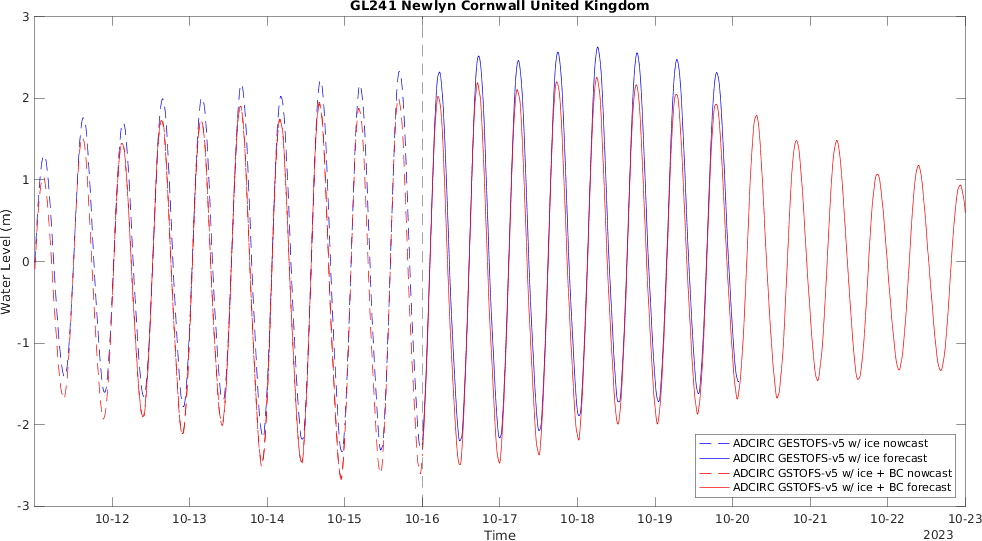 GL241 Newlyn Cornwall United Kingdom
3
2
1
0
-1
-2
-3
Water Level (m)
ADCIRC GESTOFS-v5 w/ ice nowcast
ADCIRC GESTOFS-v5 w/ ice forecast
ADCIRC GSTOFS-v5 w/ ice + BC nowcast
ADCIRC GSTOFS-v5 w/ ice + BC forecast
10-12 10-13 10-14 10-15 10-16 10-17 10-18 10-19 10-20 10-21 10-22 10-23
Time
2023